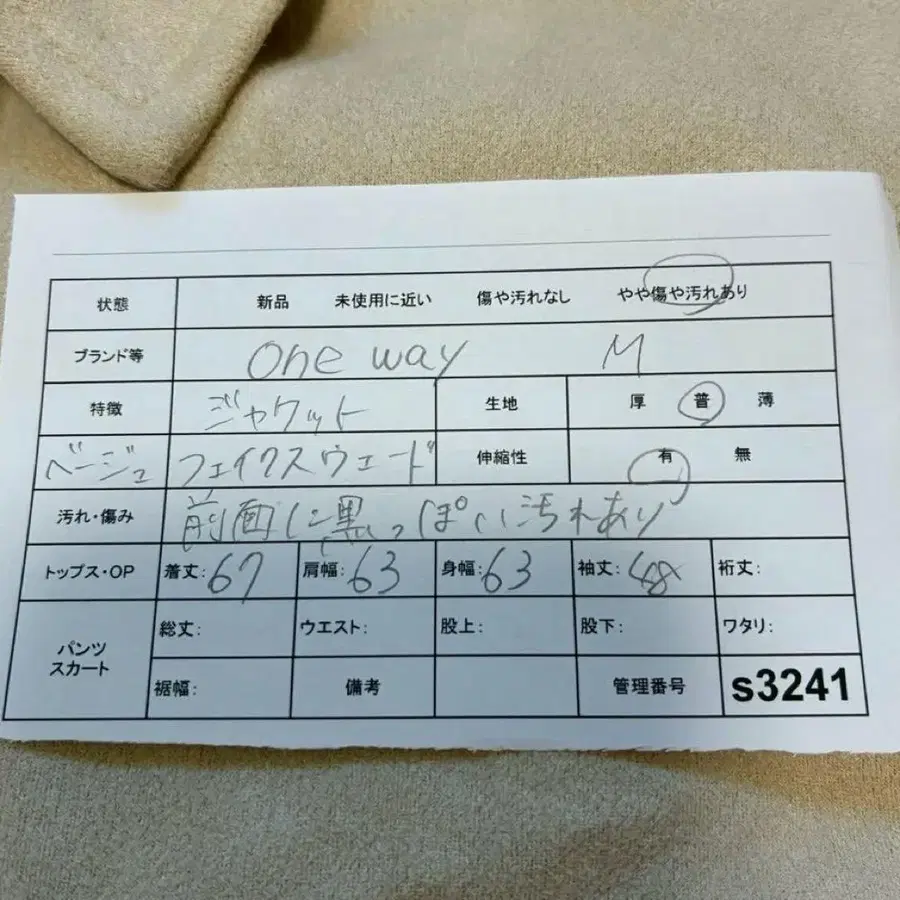 状態 新品 未使用に近い 傷や汚れなし やや傷や汚れあり
ブランド等 one way M
特徴 ジャケット 生地 厚 普 薄
ベージュ フェイクスウェード 伸縮性 有 無
汚れ・傷み 前面に黒っぽい汚れあり
トップス・OP 着丈:67 肩幅:63 身幅:63 袖丈:48 裄丈:
パンツ スカート 総丈: ウエスト: 股上: 股下: ワタリ:
裾幅: 備考 管理番号 s3241